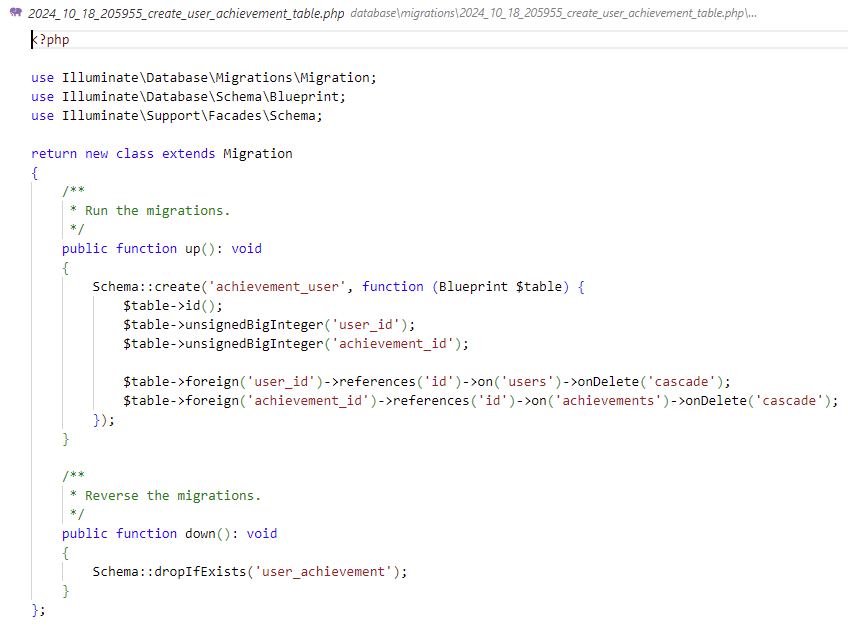 2024_10_18_205955_create_user_achievement_table.php database\migrations\2024_10_18_205955_create_user_achievement_table.php\...
<?php

use Illuminate\Database\Migrations\Migration;
use Illuminate\Database\Schema\Blueprint;
use Illuminate\Support\Facades\Schema;

return new class extends Migration
{
    /**
     * Run the migrations.
     */
    public function up(): void
    {
        Schema::create('achievement_user', function (Blueprint $table) {
            $table->id();
            $table->unsignedBigInteger('user_id');
            $table->unsignedBigInteger('achievement_id');

            $table->foreign('user_id')->references('id')->on('users')->onDelete('cascade');
            $table->foreign('achievement_id')->references('id')->on('achievements')->onDelete('cascade');
        });
    }

    /**
     * Reverse the migrations.
     */
    public function down(): void
    {
        Schema::dropIfExists('user_achievement');
    }
};